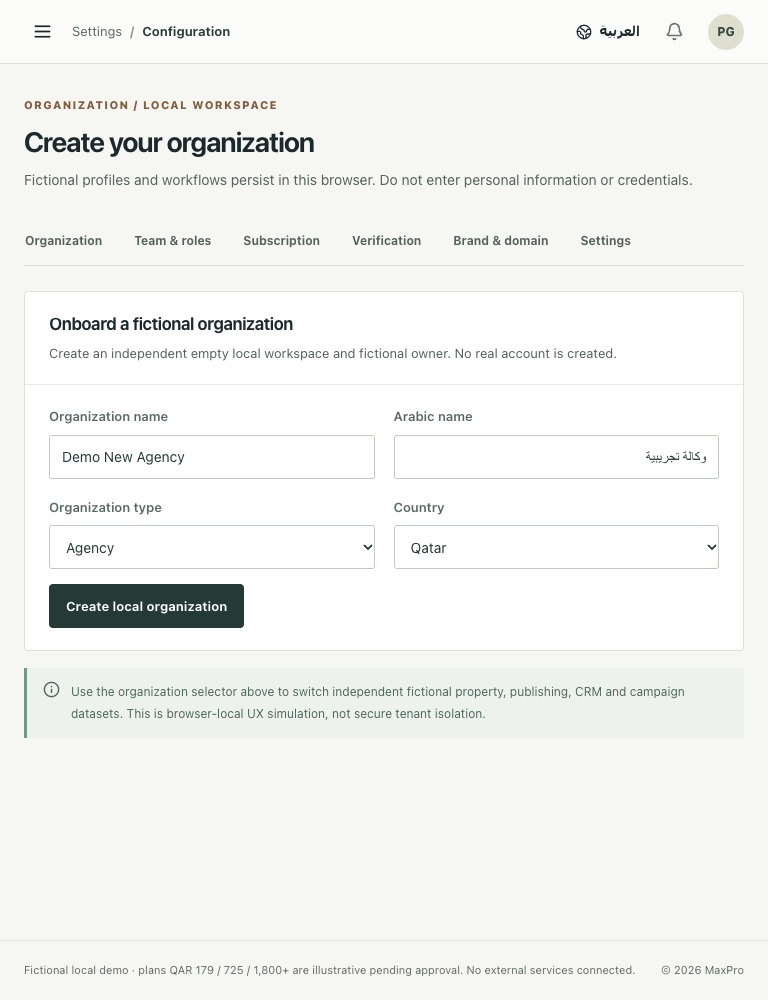 Settings / Configuration
العربية
PG
ORGANIZATION / LOCAL WORKSPACE
Create your organization
Fictional profiles and workflows persist in this browser. Do not enter personal information or credentials.
Organization Team & roles Subscription Verification Brand & domain Settings
Onboard a fictional organization
Create an independent empty local workspace and fictional owner. No real account is created.
Organization name Arabic name
Demo New Agency وكالة تجريبية
Organization type Country
Agency Qatar
Create local organization
Use the organization selector above to switch independent fictional property, publishing, CRM and campaign
datasets. This is browser-local UX simulation, not secure tenant isolation.
Fictional local demo · plans QAR 179 / 725 / 1,800+ are illustrative pending approval. No external services connected. © 2026 MaxPro